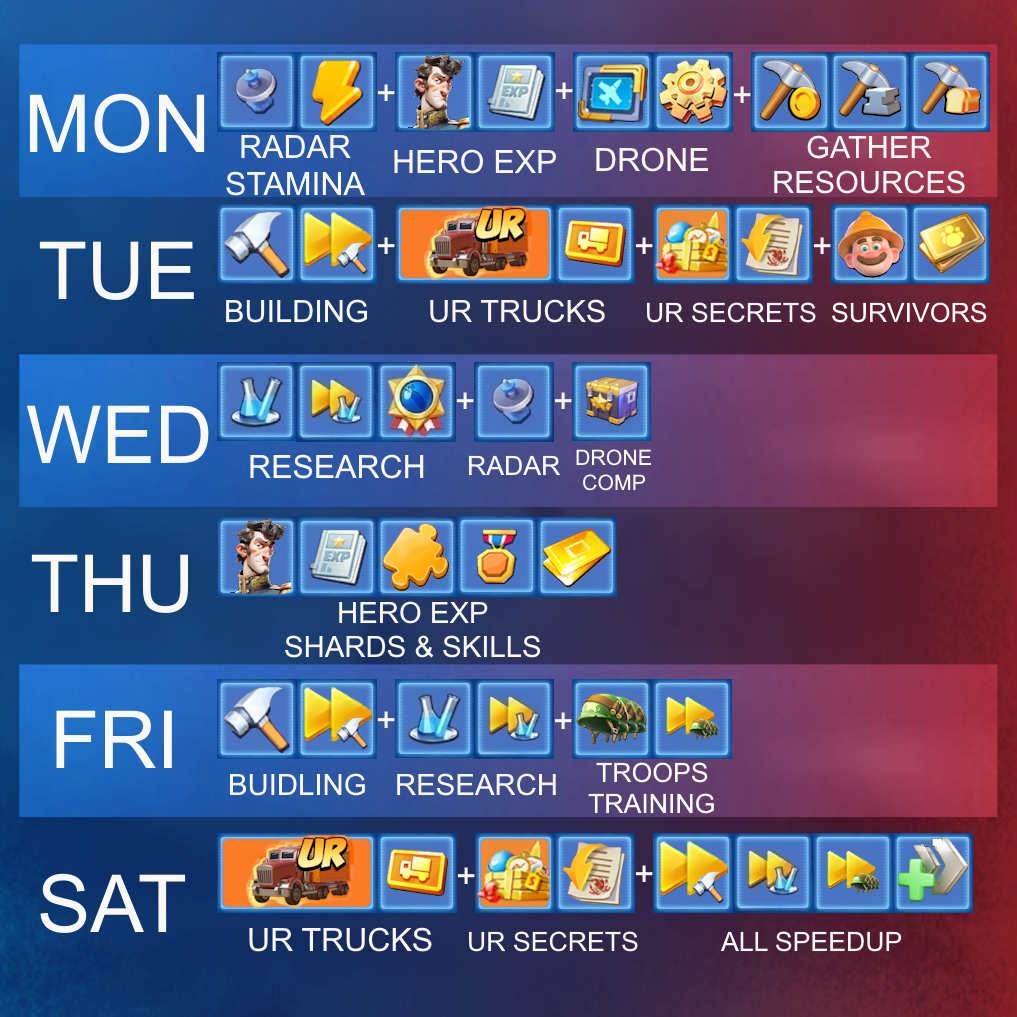 MON
+
+
+
EXP
RADAR
STAMINA
HERO EXP
DRONE
GATHER
RESOURCES
TUE
+
UR
+
+
BUILDING
UR TRUCKS
UR SECRETS
SURVIVORS
WED
+
+
RESEARCH
RADAR
DRONE
COMP
THU
EXP
HERO EXP
SHARDS & SKILLS
FRI
+
+
BUIDLING
RESEARCH
TROOPS
TRAINING
SAT
UR
+
+
UR TRUCKS
UR SECRETS
ALL SPEEDUP